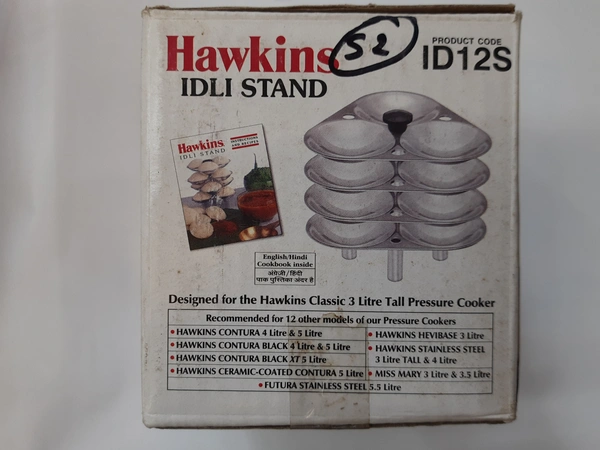 Hawkins
52
PRODUCT CODE
ID12S
IDLI STAND
Hawkins
IDLI STAND
INSTRUCTIONS
AND RECIPES
English/Hindi
Cookbook inside
अंग्रेज़ी/हिंदी
पाक पुस्तिका अंदर है
Designed for the Hawkins Classic 3 Litre Tall Pressure Cooker
Recommended for 12 other models of our Pressure Cookers
• HAWKINS CONTURA 4 Litre & 5 Litre
• HAWKINS CONTURA BLACK 4 Litre & 5 Litre
• HAWKINS CONTURA BLACK XT 5 Litre
• HAWKINS CERAMIC-COATED CONTURA 5 Litre
• HAWKINS HEVIBASE 3 Litre
• HAWKINS STAINLESS STEEL
3 Litre TALL & 4 Litre
• MISS MARY 3 Litre & 3.5 Litre
• FUTURA STAINLESS STEEL 5.5 Litre